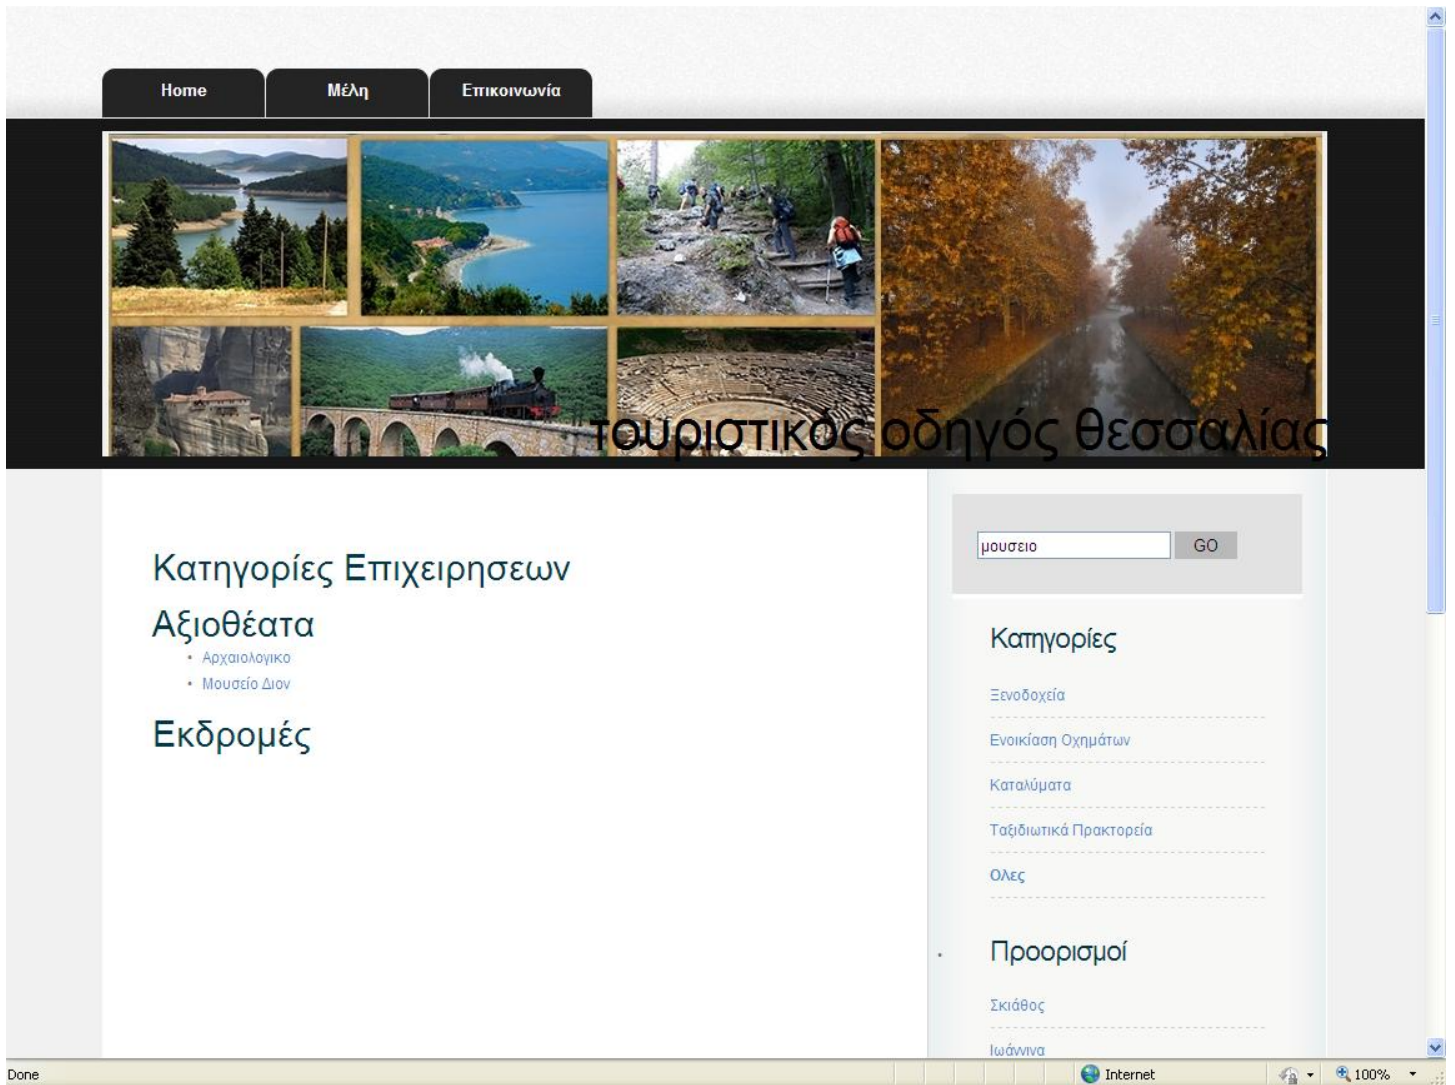 Home
Μέλη
Επικοινωνία
τουριστικός οδηγός θεσσαλίας
μουσειο
GO
Κατηγορίες Επιχειρησεων
Αξιοθέατα
• Αρχαιολογικο
• Μουσείο Διον
Εκδρομές
Κατηγορίες
Ξενοδοχεία
Ενοικίαση Οχημάτων
Καταλύματα
Ταξιδιωτικά Πρακτορεία
Ολες
Προορισμοί
Σκιάθος
Ιωάννινα
Done
Internet
100%